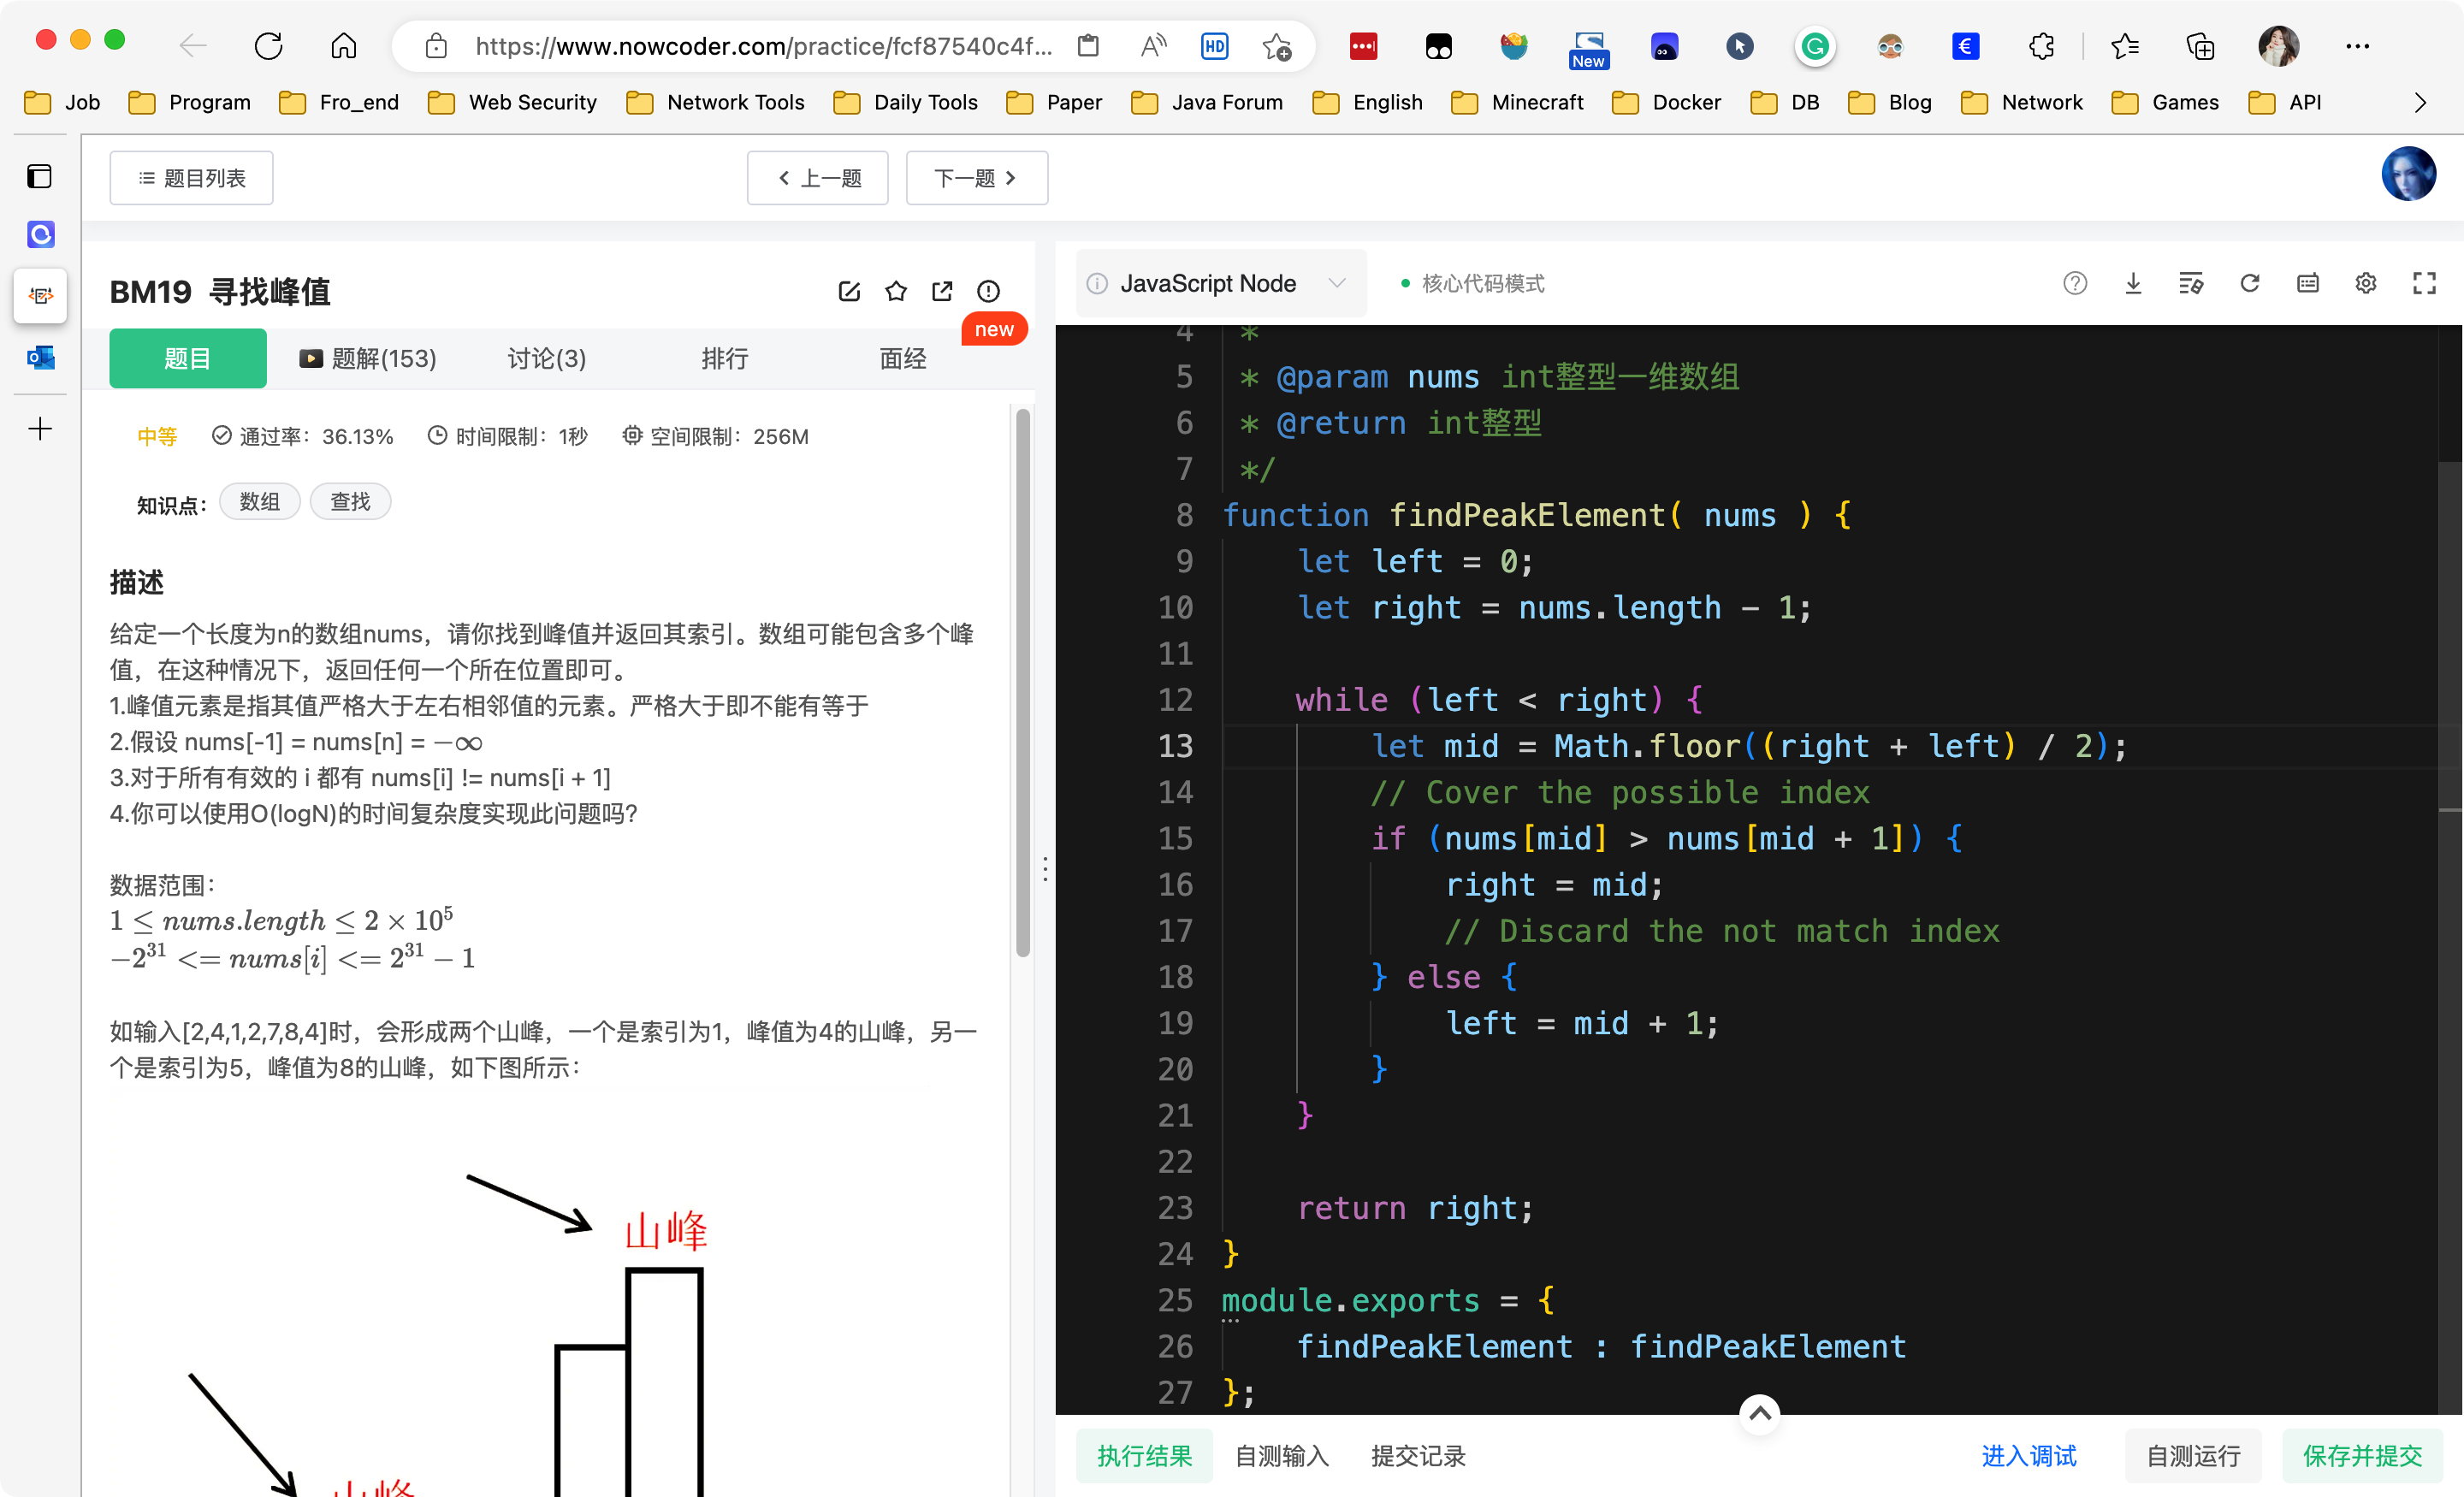 https://www.nowcoder.com/practice/fcf87540c4f...
HD
New
Job
Program
Fro_end
Web Security
Network Tools
Daily Tools
Paper
Java Forum
English
Minecraft
Docker
DB
Blog
Network
Games
API
题目列表
上一题
下一题
BM19 寻找峰值
new
题目
题解(153)
讨论(3)
排行
面经
中等 通过率：36.13% 时间限制：1秒 空间限制：256M
知识点： 数组 查找
描述
给定一个长度为n的数组nums，请你找到峰值并返回其索引。数组可能包含多个峰
值，在这种情况下，返回任何一个所在位置即可。
1.峰值元素是指其值严格大于左右相邻值的元素。严格大于即不能有等于
2.假设 nums[-1] = nums[n] = −∞
3.对于所有有效的 i 都有 nums[i] != nums[i + 1]
4.你可以使用O(logN)的时间复杂度实现此问题吗？
数据范围：
1 ≤ nums.length ≤ 2 × 10⁵
−2³¹ <= nums[i] <= 2³¹ − 1
如输入[2,4,1,2,7,8,4]时，会形成两个山峰，一个是索引为1，峰值为4的山峰，另一
个是索引为5，峰值为8的山峰，如下图所示：
山峰
山峰
JavaScript Node
核心代码模式
4 *
5 * @param nums int整型一维数组
6 * @return int整型
7 */
8 function findPeakElement( nums ) {
9 let left = 0;
10 let right = nums.length - 1;
11
12 while (left < right) {
13 let mid = Math.floor((right + left) / 2);
14 // Cover the possible index
15 if (nums[mid] > nums[mid + 1]) {
16 right = mid;
17 // Discard the not match index
18 } else {
19 left = mid + 1;
20 }
21 }
22
23 return right;
24 }
25 module.exports = {
26 findPeakElement : findPeakElement
27 };
执行结果
自测输入
提交记录
进入调试
自测运行
保存并提交